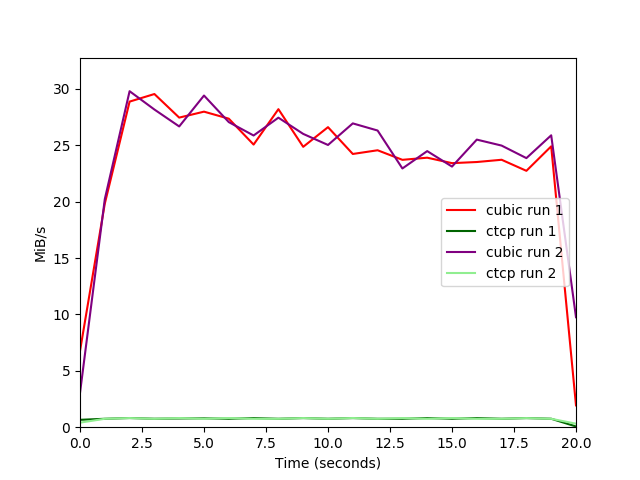 30
25
20
15
10
5
0
MiB/s
cubic run 1
ctcp run 1
cubic run 2
ctcp run 2
0.0 2.5 5.0 7.5 10.0 12.5 15.0 17.5 20.0
Time (seconds)